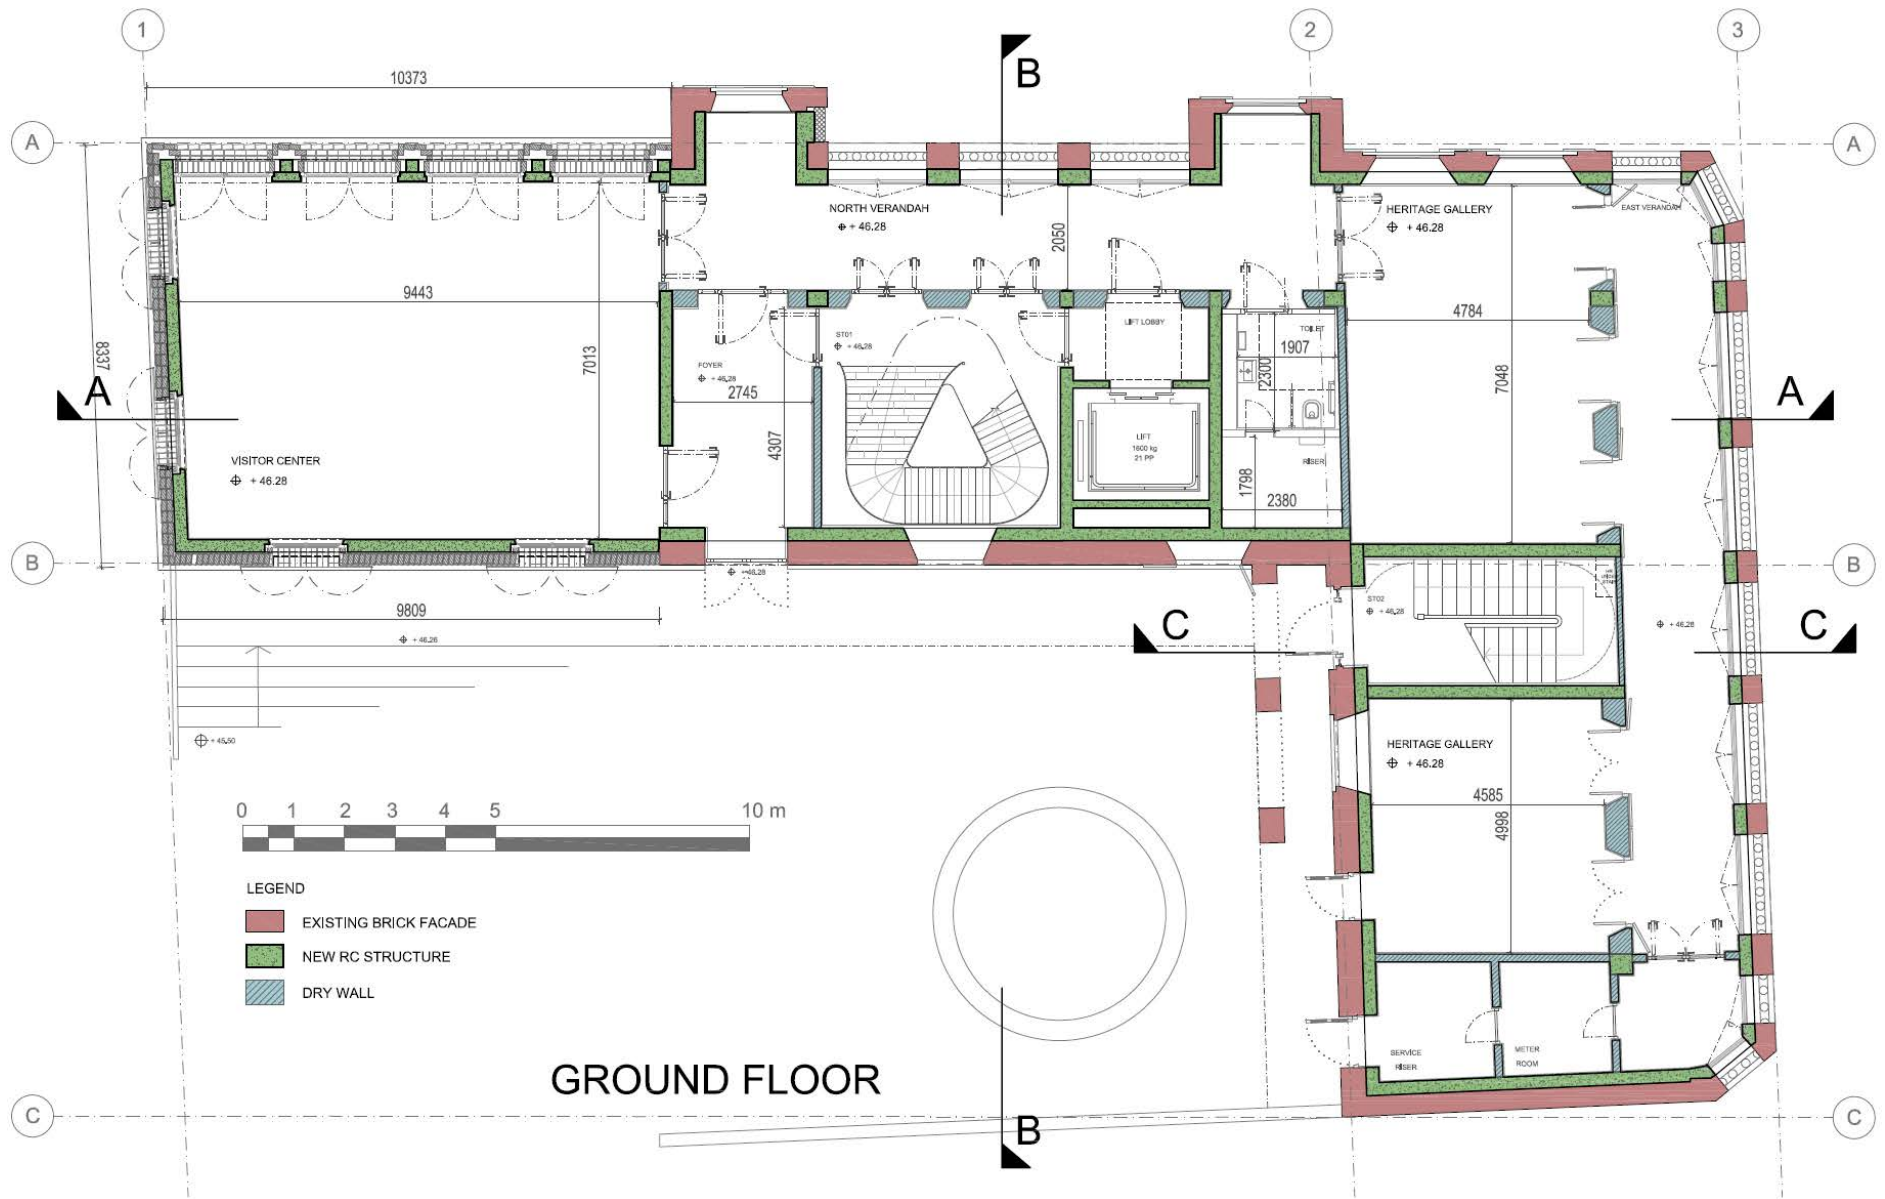 1
2
3
B
10373
A
A
NORTH VERANDAH
+ 46.28
HERITAGE GALLERY
+ 46.28
EAST VERANDAH
2050
9443
4784
8337
7013
FOYER
+ 46.28
2745
4307
ST01
+ 46.28
LIFT LOBBY
LIFT
1600 kg
21 PP
TOILET
1907
2300
RISER
1798
2380
7048
A
A
VISITOR CENTER
+ 46.28
B
B
+ 46.28
9809
+ 46.26
C
C
ST02
+ 46.28
+ 46.28
+ 45.50
HERITAGE GALLERY
+ 46.28
4585
4998
0 1 2 3 4 5 10 m
LEGEND
EXISTING BRICK FACADE
NEW RC STRUCTURE
DRY WALL
SERVICE
RISER
METER
ROOM
GROUND FLOOR
C
C
B